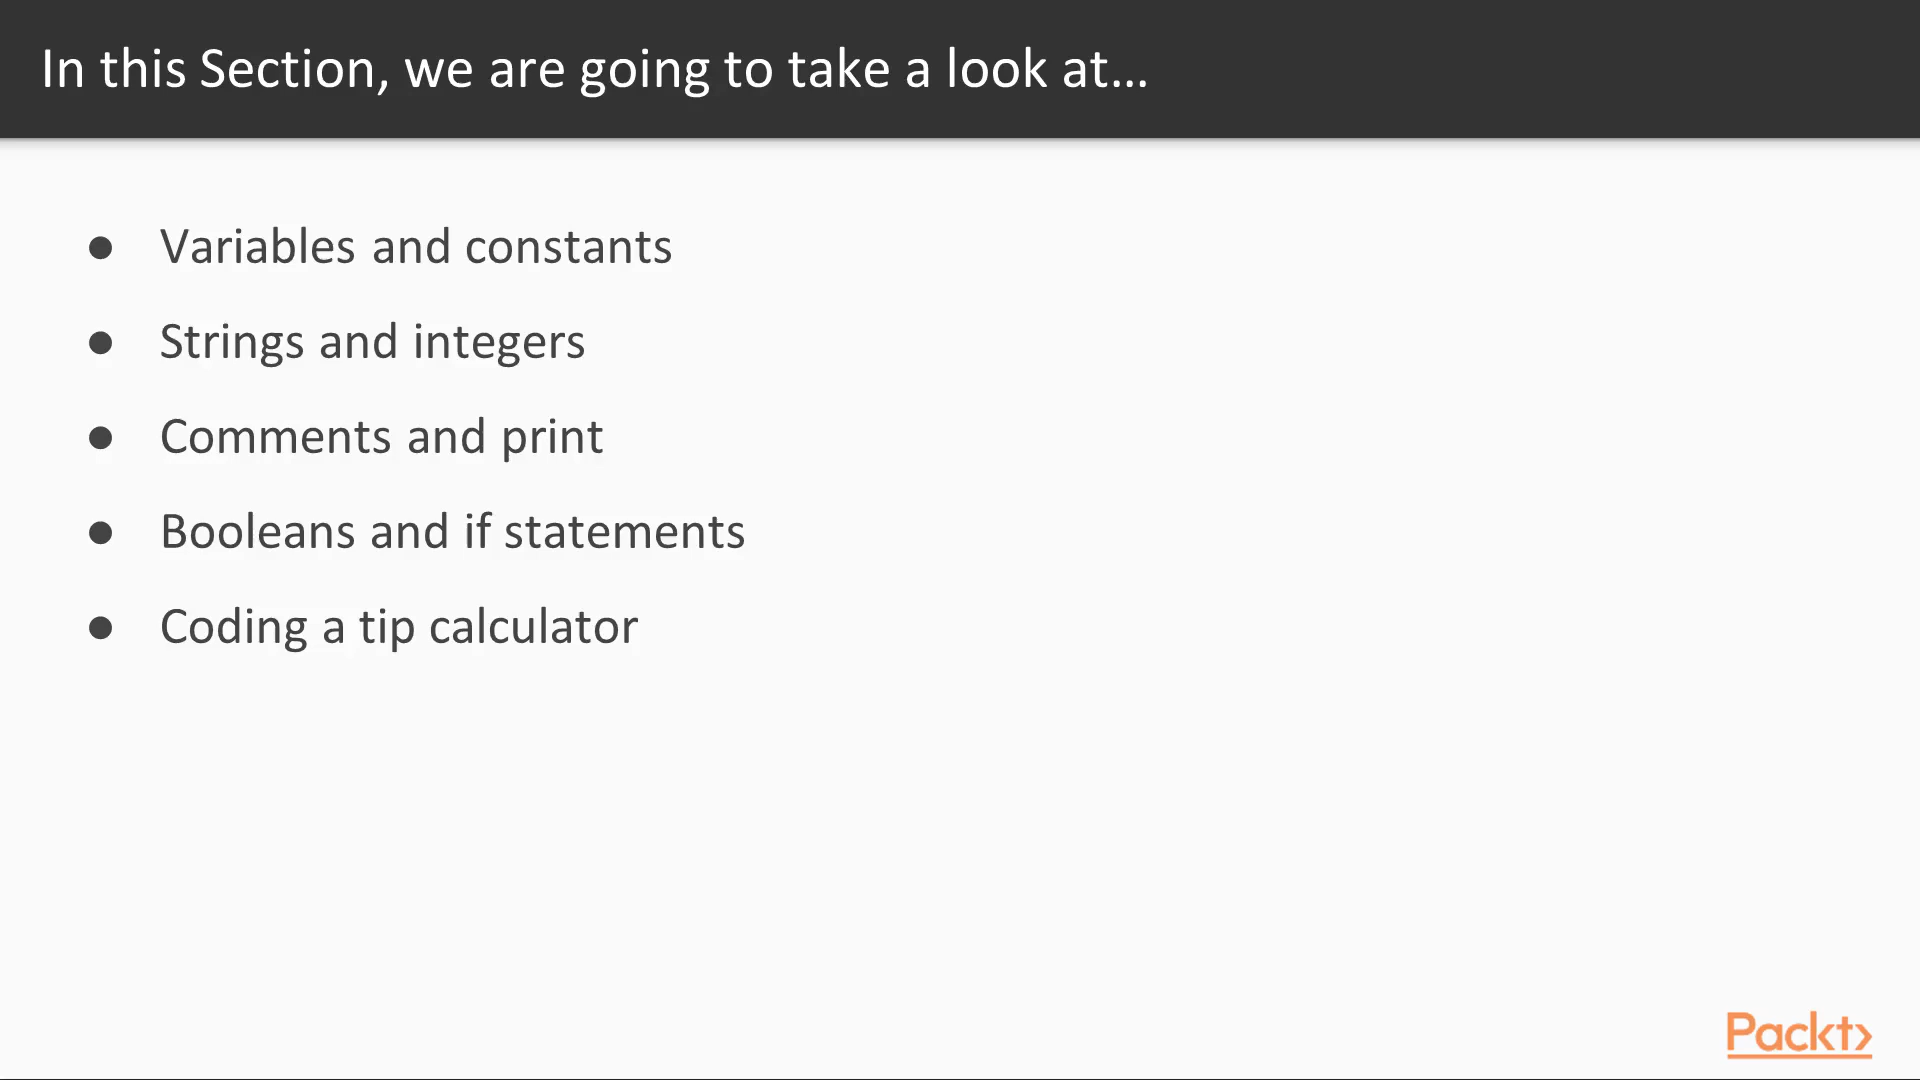 In this Section, we are going to take a look at...
● Variables and constants
● Strings and integers
● Comments and print
● Booleans and if statements
● Coding a tip calculator
Packt>